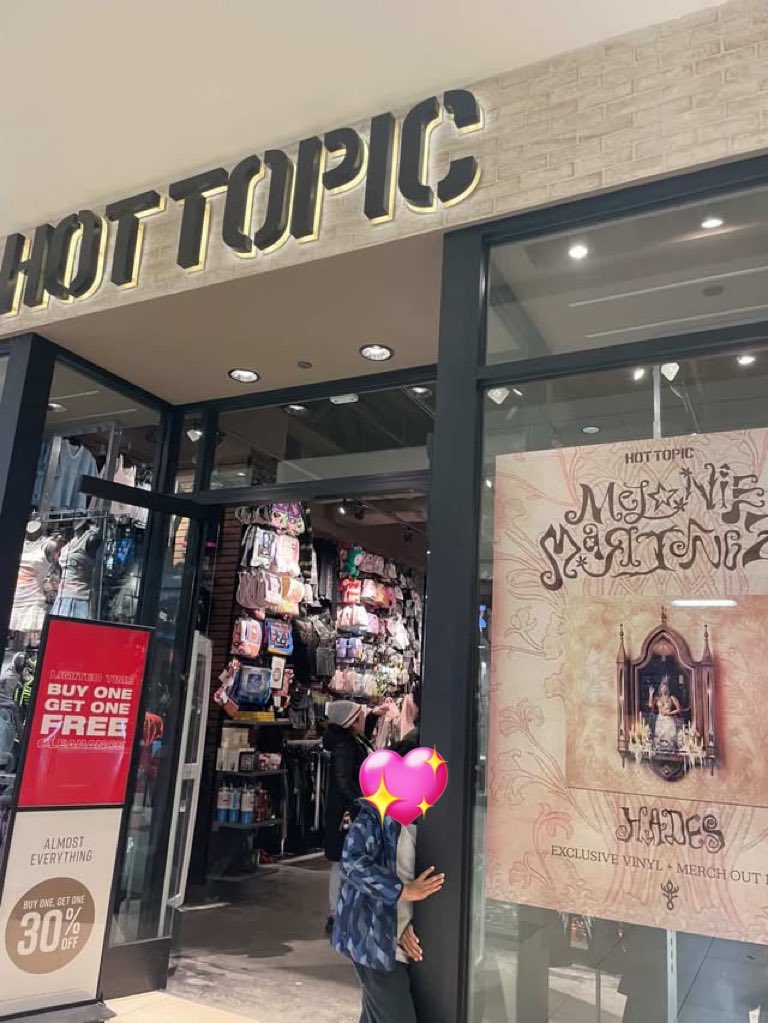 HOT TOPIC
HOT TOPIC
MELANIE
MARTINEZ
HADES
EXCLUSIVE VINYL + MERCH OUT
LIMITED TIME
BUY ONE
GET ONE
FREE
CLEARANCE
ALMOST
EVERYTHING
BUY ONE, GET ONE
30%
OFF